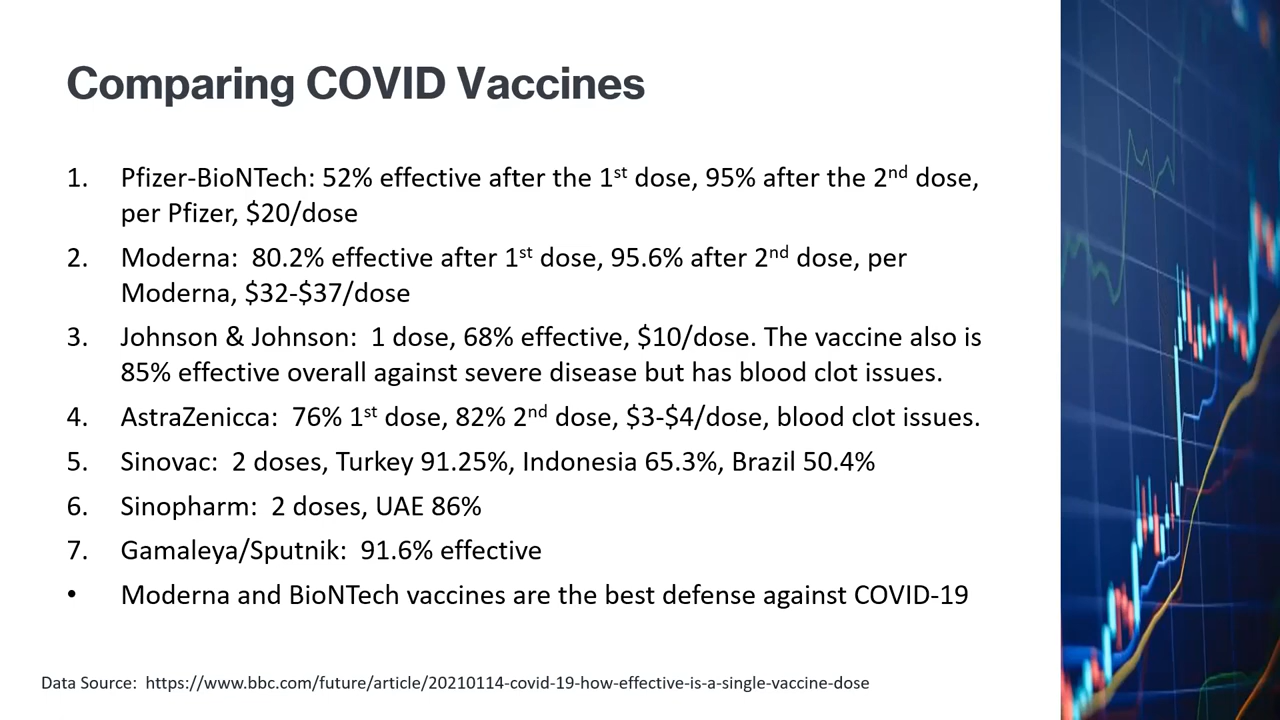 Comparing COVID Vaccines
1. Pfizer-BioNTech: 52% effective after the 1st dose, 95% after the 2nd dose,
per Pfizer, $20/dose
2. Moderna: 80.2% effective after 1st dose, 95.6% after 2nd dose, per
Moderna, $32-$37/dose
3. Johnson & Johnson: 1 dose, 68% effective, $10/dose. The vaccine also is
85% effective overall against severe disease but has blood clot issues.
4. AstraZenicca: 76% 1st dose, 82% 2nd dose, $3-$4/dose, blood clot issues.
5. Sinovac: 2 doses, Turkey 91.25%, Indonesia 65.3%, Brazil 50.4%
6. Sinopharm: 2 doses, UAE 86%
7. Gamaleya/Sputnik: 91.6% effective
• Moderna and BioNTech vaccines are the best defense against COVID-19
Data Source: https://www.bbc.com/future/article/20210114-covid-19-how-effective-is-a-single-vaccine-dose